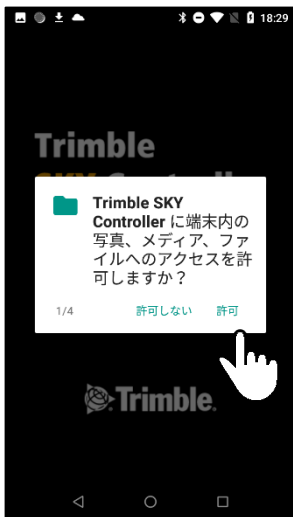 18:29
Trimble
SKY Controller
Trimble SKY
Controller に端末内の
写真、メディア、ファ
イルへのアクセスを許
可しますか？
1/4 許可しない 許可
Trimble